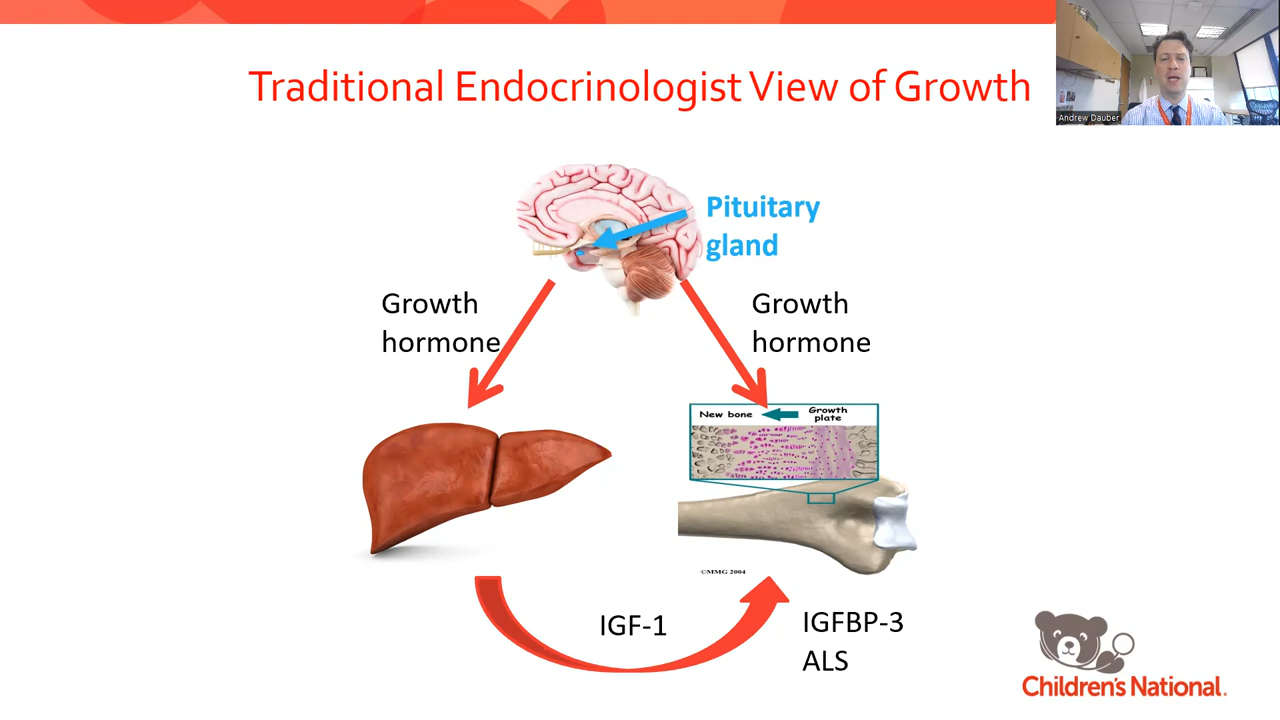 Traditional Endocrinologist View of Growth
Andrew Dauber
Pituitary
gland
Growth
hormone
Growth
hormone
New bone
Growth
plate
©MMG 2004
IGF-1
IGFBP-3
ALS
Children's National.